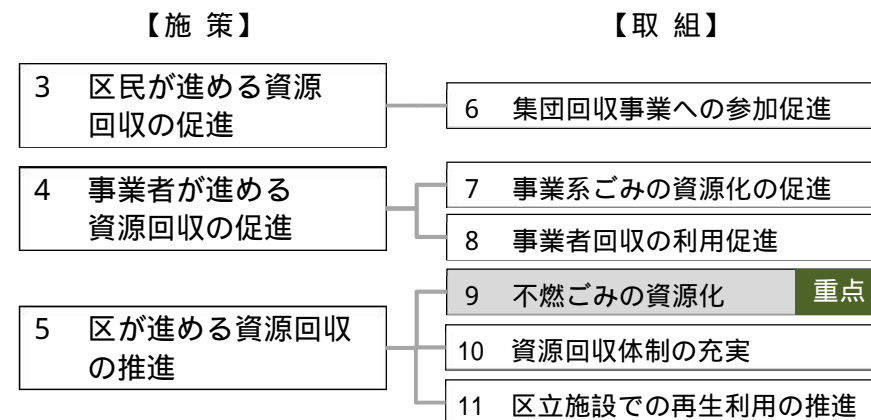 【施 策】
【取 組】
3 区民が進める資源
回収の促進
6 集団回収事業への参加促進
4 事業者が進める
資源回収の促進
7 事業系ごみの資源化の促進
8 事業者回収の利用促進
5 区が進める資源回収
の推進
9 不燃ごみの資源化 重点
10 資源回収体制の充実
11 区立施設での再生利用の推進